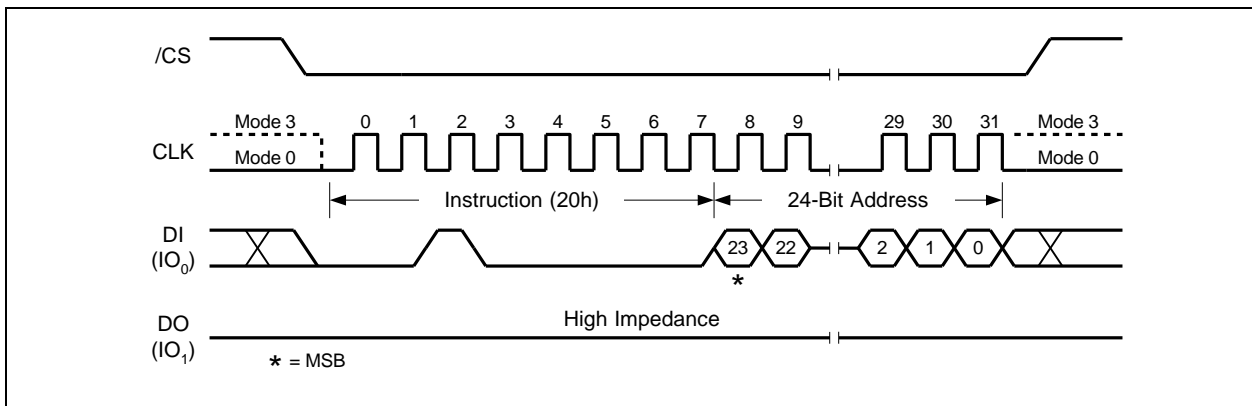 /CS
Mode 3 0 1 2 3 4 5 6 7 8 9 29 30 31 Mode 3
CLK Mode 0 Mode 0
Instruction (20h) 24-Bit Address
DI
(IO0)
23 22 2 1 0
*
DO
(IO1)
High Impedance
* = MSB